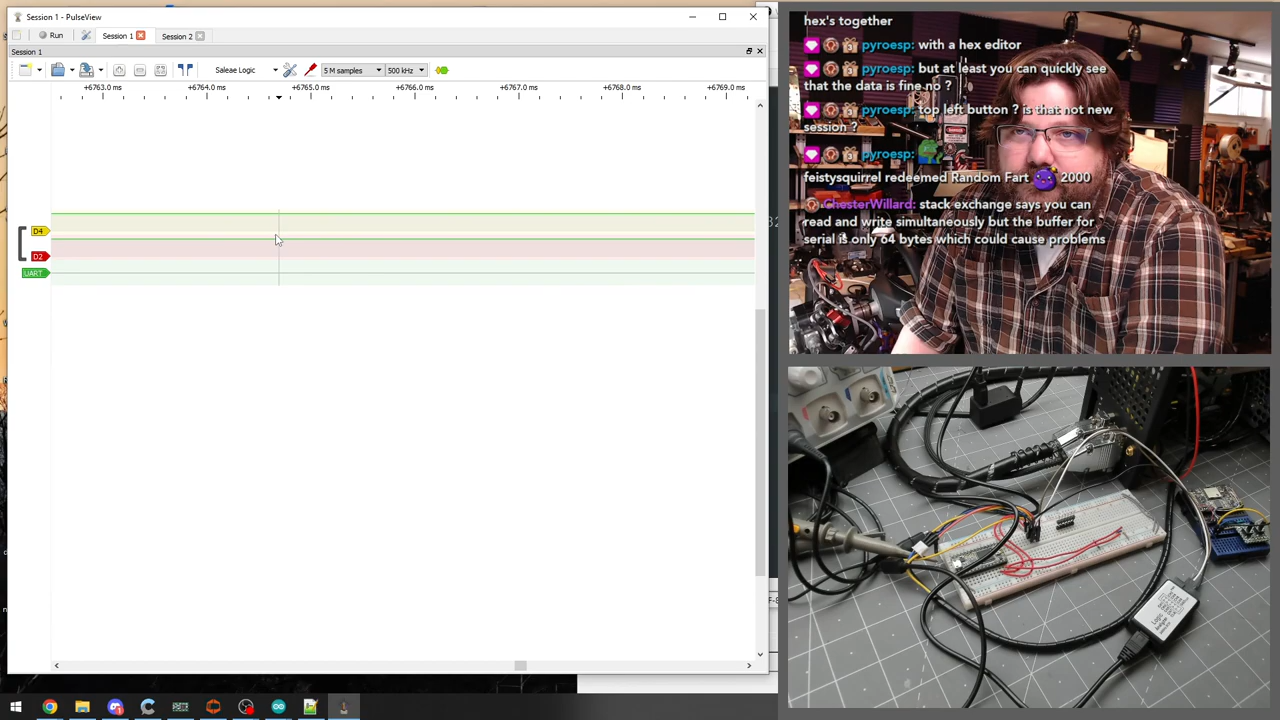 Session 1 - PulseView
Run
Session 1
Session 2
Session 1
Saleae Logic
5 M samples
500 kHz
+6763.0 ms
+6764.0 ms
+6765.0 ms
+6766.0 ms
+6767.0 ms
+6768.0 ms
+6769.0 ms
D4
D2
UART
hex's together
pyroesp: with a hex editor
pyroesp: but at least you can quickly see
that the data is fine no ?
pyroesp: top left button ? is that not new
session ?
pyroesp:
feistysquirrel redeemed Random Fart 2000
ChesterWillard: stack exchange says you can
read and write simultaneously but the buffer for
serial is only 64 bytes which could cause problems
DANGER
Logic